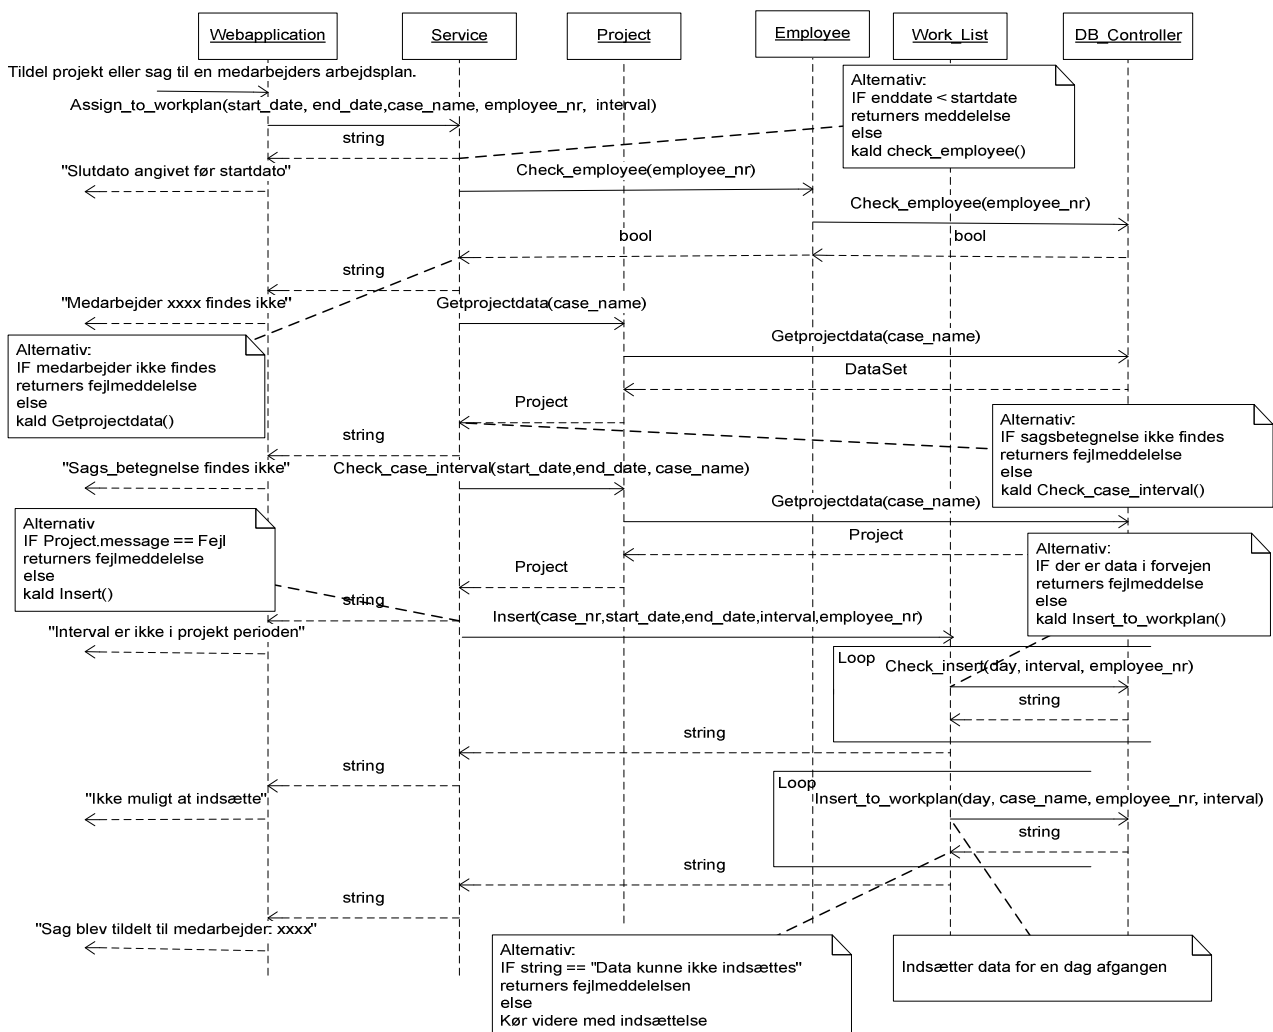 Webapplication
Service
Project
Employee
Work_List
DB_Controller
Tildel projekt eller sag til en medarbejders arbejdsplan.
Assign_to_workplan(start_date, end_date,case_name, employee_nr, interval)
Alternativ:
IF enddate < startdate
returners meddelelse
else
kald check_employee()
string
"Slutdato angivet før startdato"
Check_employee(employee_nr)
Check_employee(employee_nr)
bool
bool
string
"Medarbejder xxxx findes ikke"
Getprojectdata(case_name)
Alternativ:
IF medarbejder ikke findes
returners fejlmeddelelse
else
kald Getprojectdata()
Getprojectdata(case_name)
DataSet
Project
Alternativ:
IF sagsbetegnelse ikke findes
returners fejlmeddelelse
else
kald Check_case_interval()
string
"Sags_betegnelse findes ikke"
Check_case_interval(start_date,end_date, case_name)
Getprojectdata(case_name)
Alternativ
IF Project.message == Fejl
returners fejlmeddelelse
else
kald Insert()
Project
Project
Alternativ:
IF der er data i forvejen
returners fejlmeddelse
else
kald Insert_to_workplan()
string
Insert(case_nr,start_date,end_date,interval,employee_nr)
"Interval er ikke i projekt perioden"
Loop
Check_insert(day, interval, employee_nr)
string
string
string
"Ikke muligt at indsætte"
Loop
Insert_to_workplan(day, case_name, employee_nr, interval)
string
string
string
"Sag blev tildelt til medarbejder: xxxx"
Alternativ:
IF string == "Data kunne ikke indsættes"
returners fejlmeddelelsen
else
Kør videre med indsættelse
Indsætter data for en dag afgangen